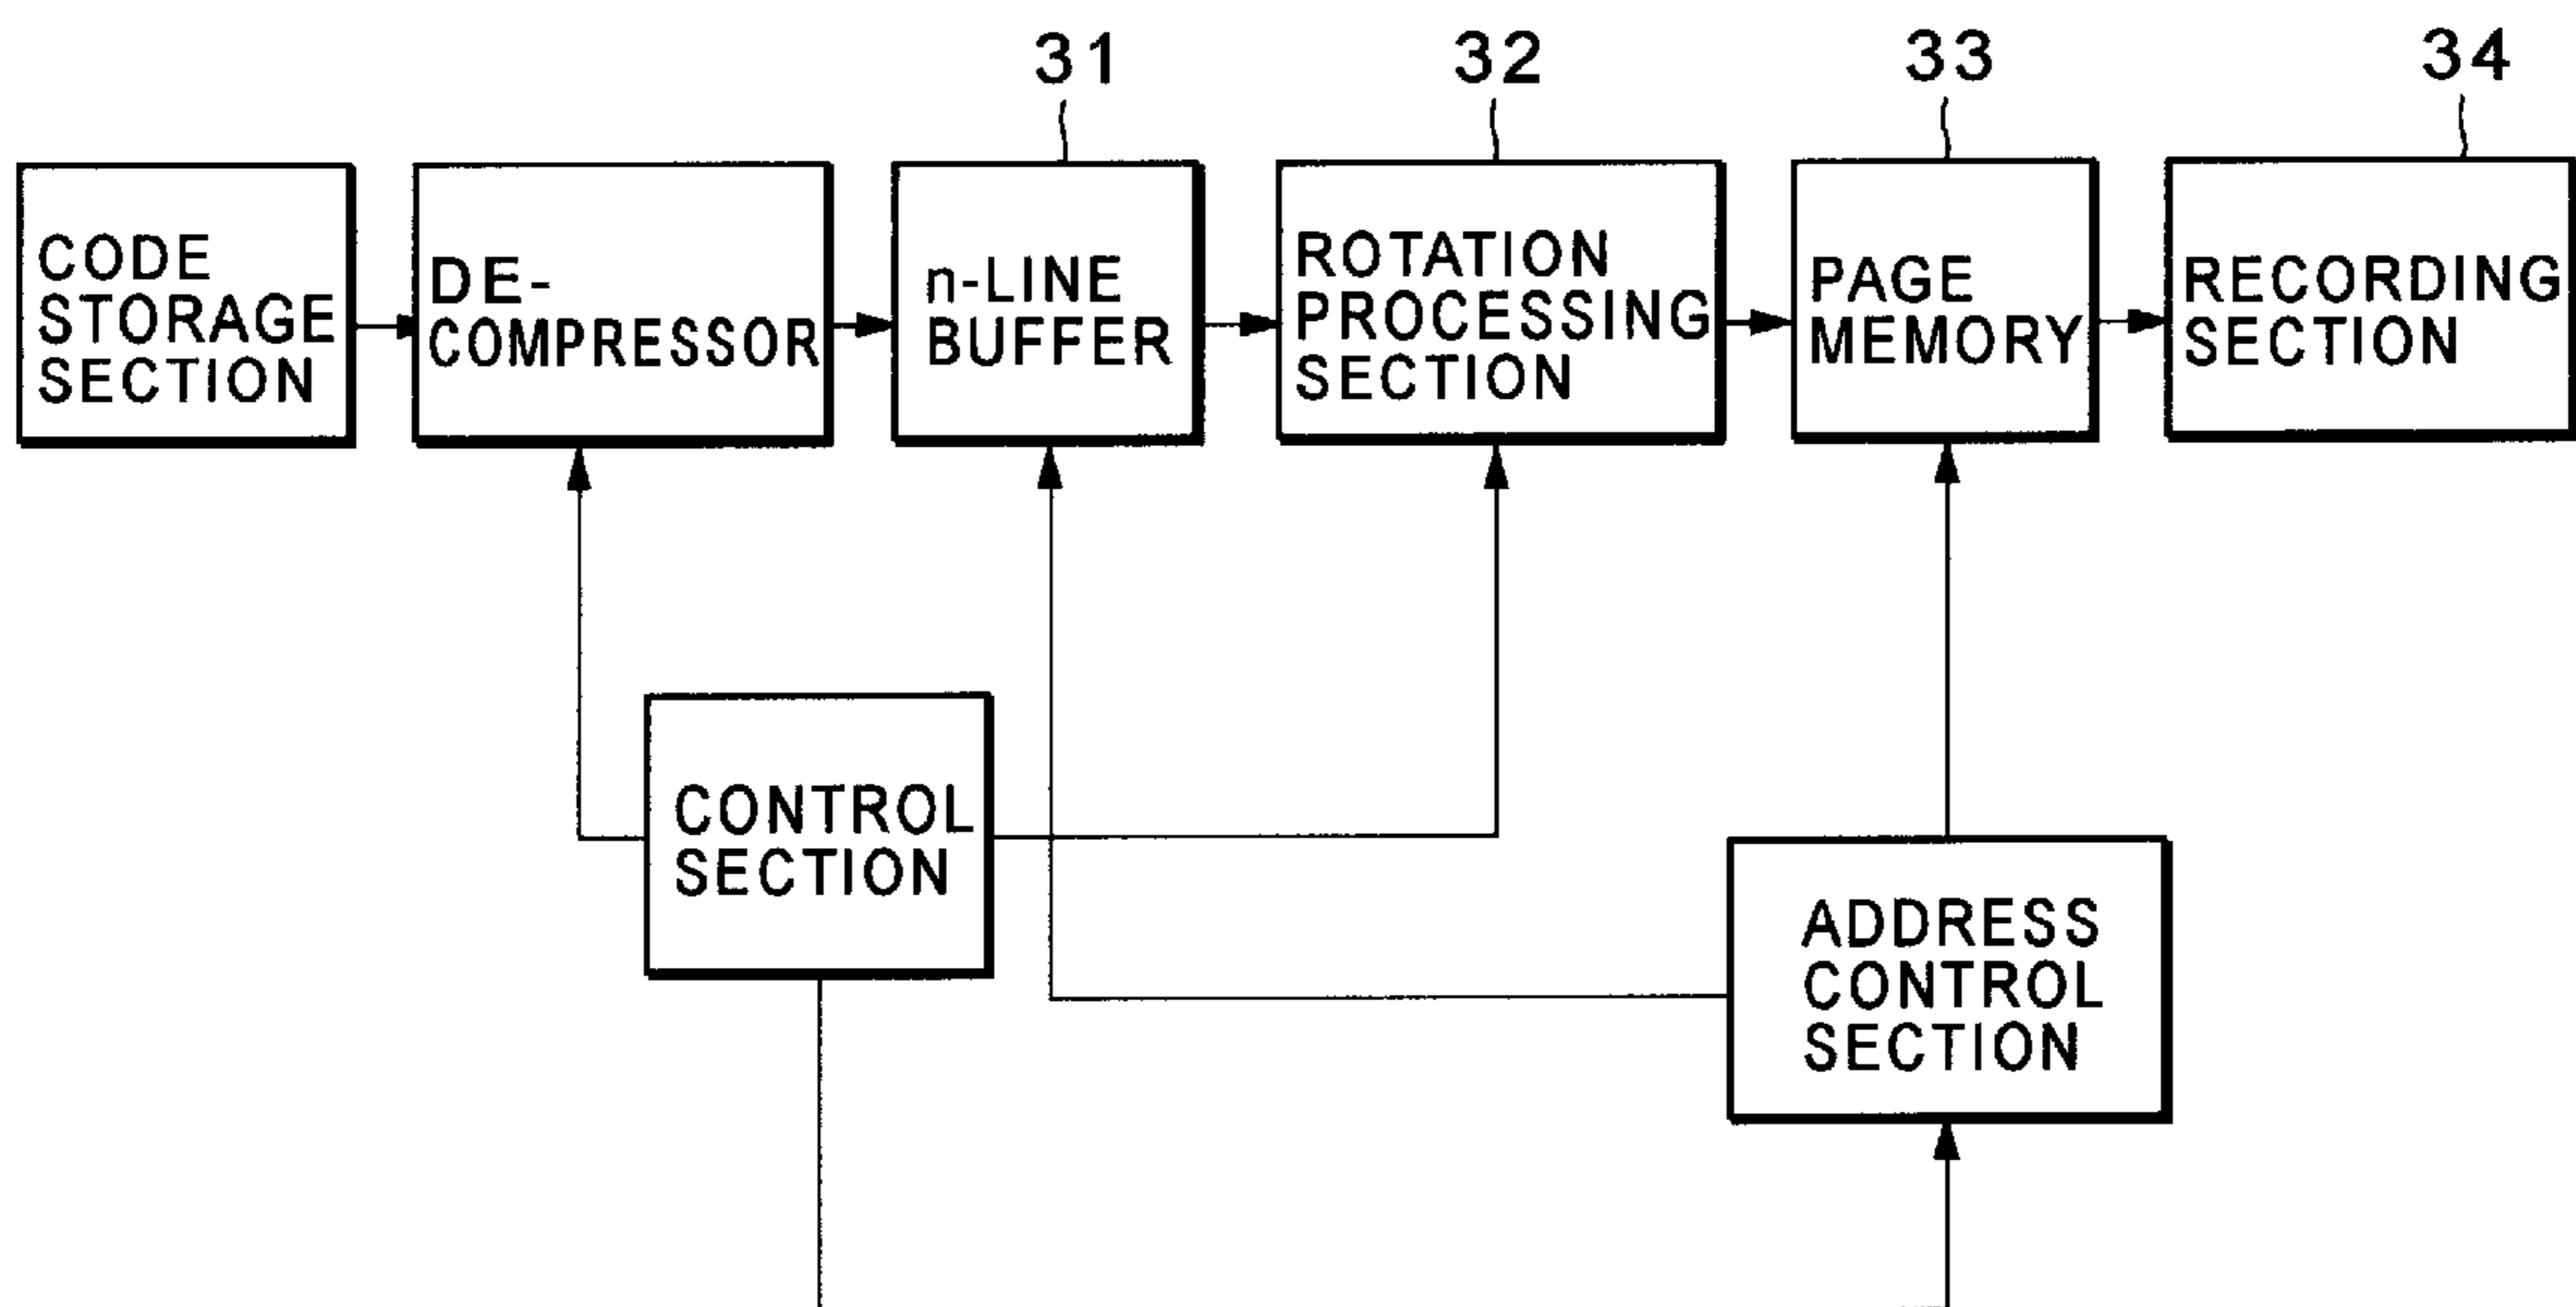 31
32
33
34
CODE
STORAGE
SECTION
DE-
COMPRESSOR
n-LINE
BUFFER
ROTATION
PROCESSING
SECTION
PAGE
MEMORY
RECORDING
SECTION
CONTROL
SECTION
ADDRESS
CONTROL
SECTION